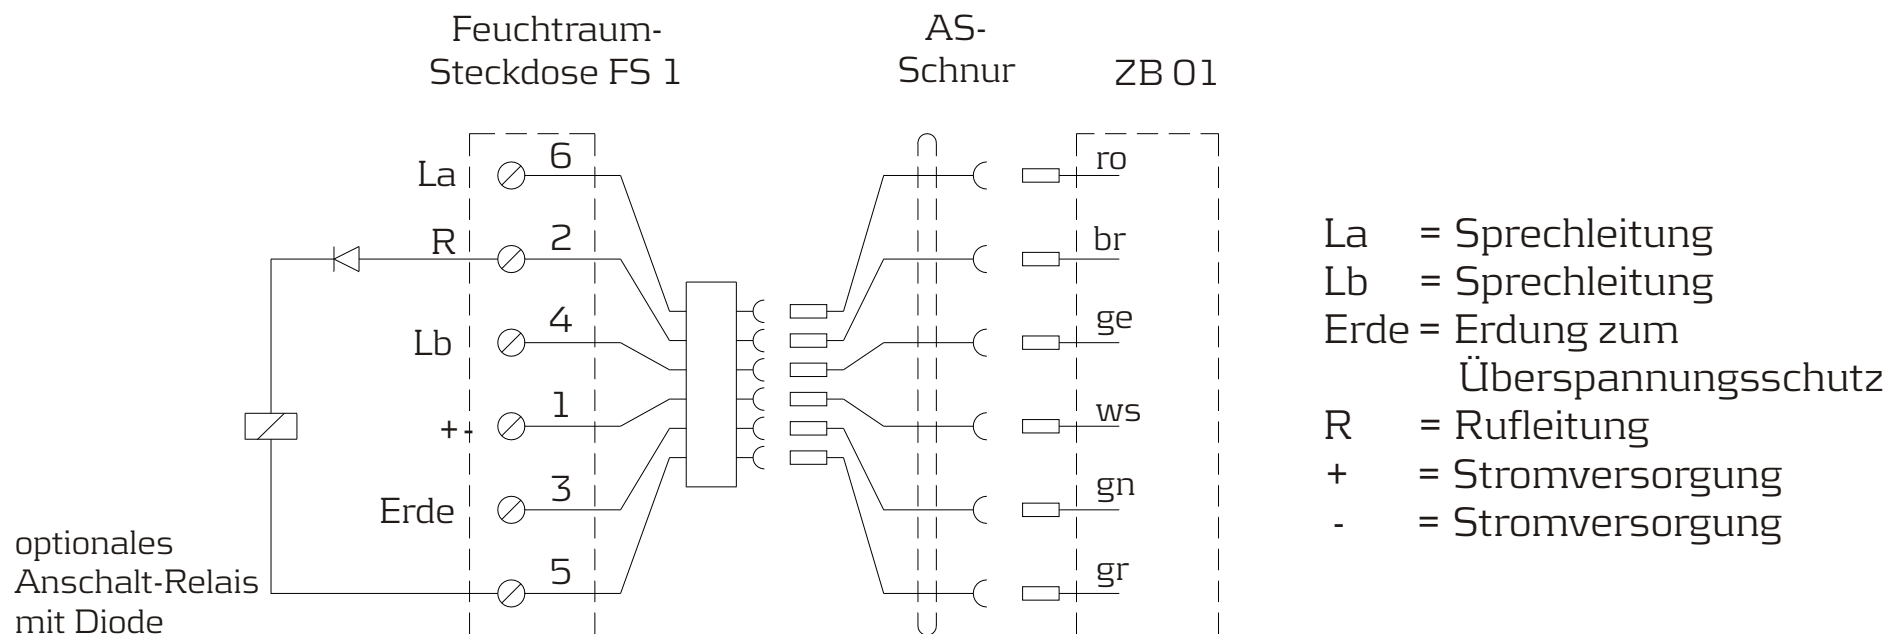 Feuchtraum-
Steckdose FS 1
AS-
Schnur
ZB 01
La 6 ro
R 2 br
Lb 4 ge
+ - 1 ws
Erde 3 gn
5 gr
optionales
Anschalt-Relais
mit Diode
La = Sprechleitung
Lb = Sprechleitung
Erde = Erdung zum
Überspannungsschutz
R = Rufleitung
+ = Stromversorgung
- = Stromversorgung